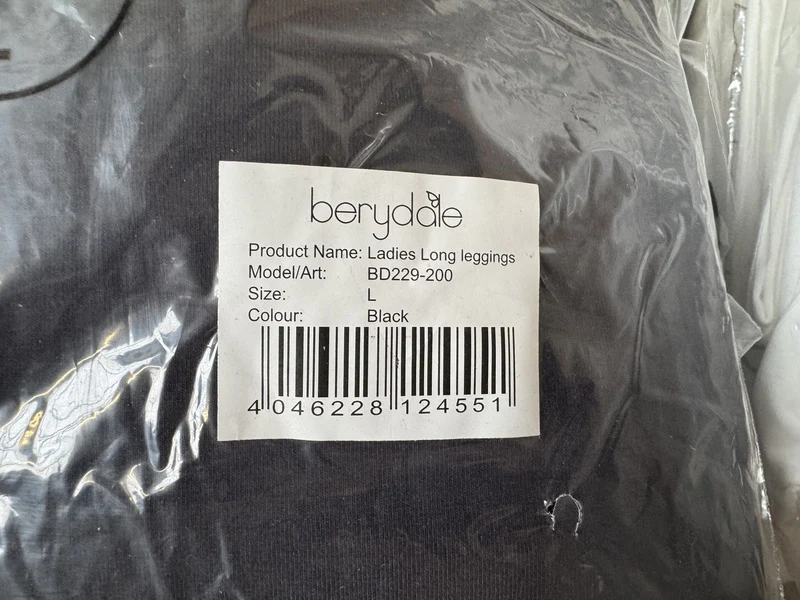 berydale
Product Name: Ladies Long leggings
Model/Art: BD229-200
Size: L
Colour: Black
4 046228 124551